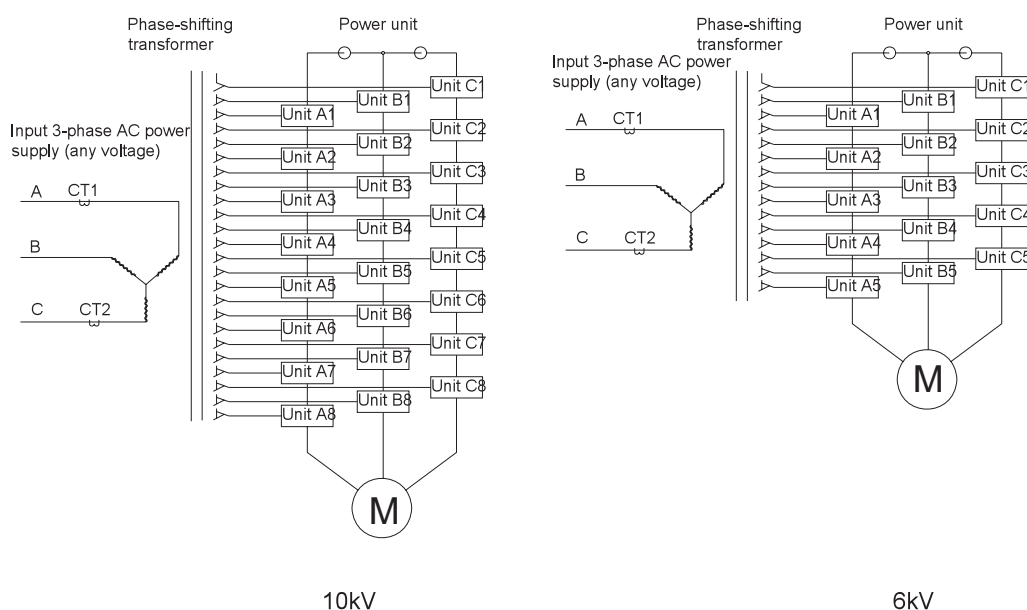 Phase-shifting
transformer
Power unit
Input 3-phase AC power
supply (any voltage)
A
CT1
B
C
CT2
Unit C1
Unit B1
Unit A1
Unit C2
Unit B2
Unit A2
Unit C3
Unit B3
Unit A3
Unit C4
Unit B4
Unit A4
Unit C5
Unit B5
Unit A5
Unit C6
Unit B6
Unit A6
Unit C7
Unit B7
Unit A7
Unit C8
Unit B8
Unit A8
M
10kV
Phase-shifting
transformer
Power unit
Input 3-phase AC power
supply (any voltage)
A
CT1
B
C
CT2
Unit C1
Unit B1
Unit A1
Unit C2
Unit B2
Unit A2
Unit C3
Unit B3
Unit A3
Unit C4
Unit B4
Unit A4
Unit C5
Unit B5
Unit A5
M
6kV